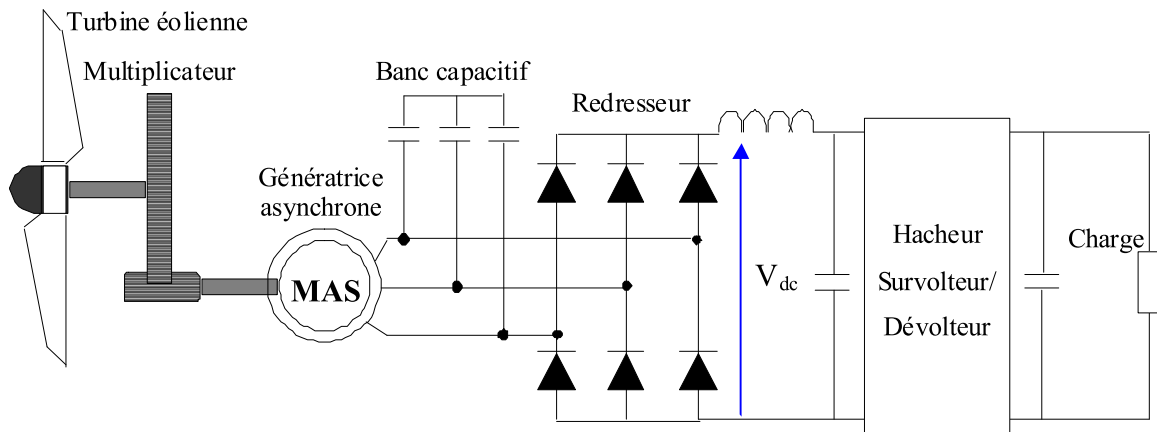 Turbine éolienne
Multiplicateur
Banc capacitif
Redresseur
Génératrice
asynchrone
MAS
Vdc
Hacheur
Survolteur/
Dévolteur
Charge